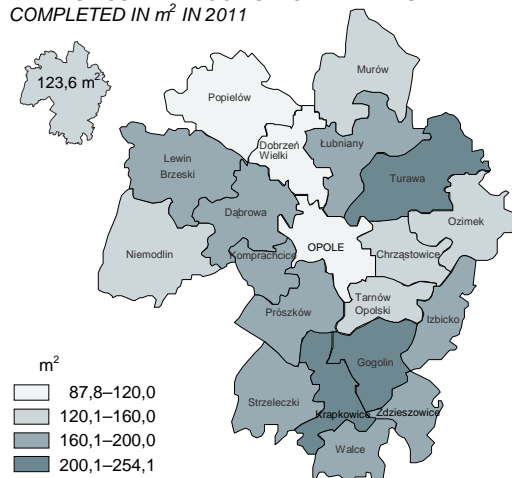 COMPLETED IN m² IN 2011
123,6 m²
Murów
Popielów
Dobrzeń
Wielki
Łubniany
Lewin
Brzeski
Turawa
Dąbrowa
Ozimek
OPOLE
Niemodlin
Komprachcice
Chrząstowice
Tarnów
Opolski
Prószków
Izbicko
Gogolin
Strzeleczki
Krapkowice
Zdzieszowice
Walce
m²
87,8–120,0
120,1–160,0
160,1–200,0
200,1–254,1